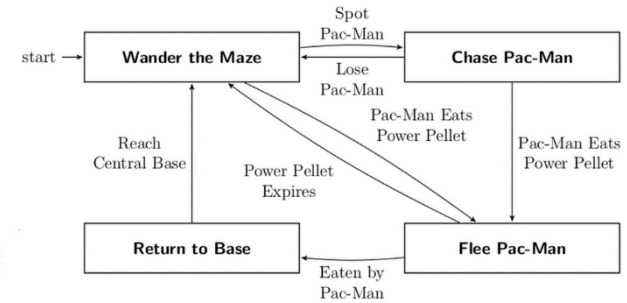 Spot
Pac-Man
start
Wander the Maze
Chase Pac-Man
Lose
Pac-Man
Pac-Man Eats
Power Pellet
Reach
Central Base
Pac-Man Eats
Power Pellet
Power Pellet
Expires
Return to Base
Flee Pac-Man
Eaten by
Pac-Man